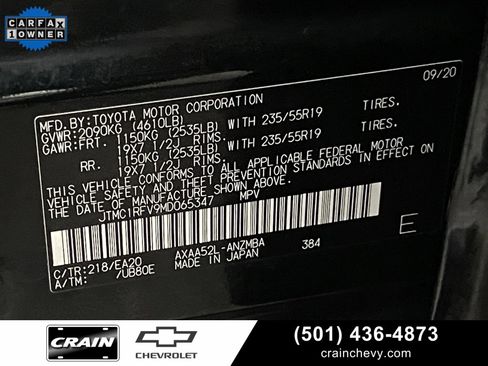 CARFAX
1 OWNER
09/20
MFD.BY:TOYOTA MOTOR CORPORATION
GVWR:2090KG (4610LB)
GAWR:FRT. 1150KG (2535LB) WITH 235/55R19 TIRES.
19X7 1/2J RIMS.
RR. 1150KG (2535LB) WITH 235/55R19 TIRES.
19X7 1/2J RIMS.
THIS VEHICLE CONFORMS TO ALL APPLICABLE FEDERAL MOTOR
VEHICLE SAFETY AND THEFT PREVENTION STANDARDS IN EFFECT ON
THE DATE OF MANUFACTURE SHOWN ABOVE.
JTMC1RFV9MD065347 MPV
E
C/TR:218/EA20 AXAA52L-ANZMBA 384
A/TM: /UB80E MADE IN JAPAN
CRAIN
CHEVROLET
(501) 436-4873
crainchevy.com